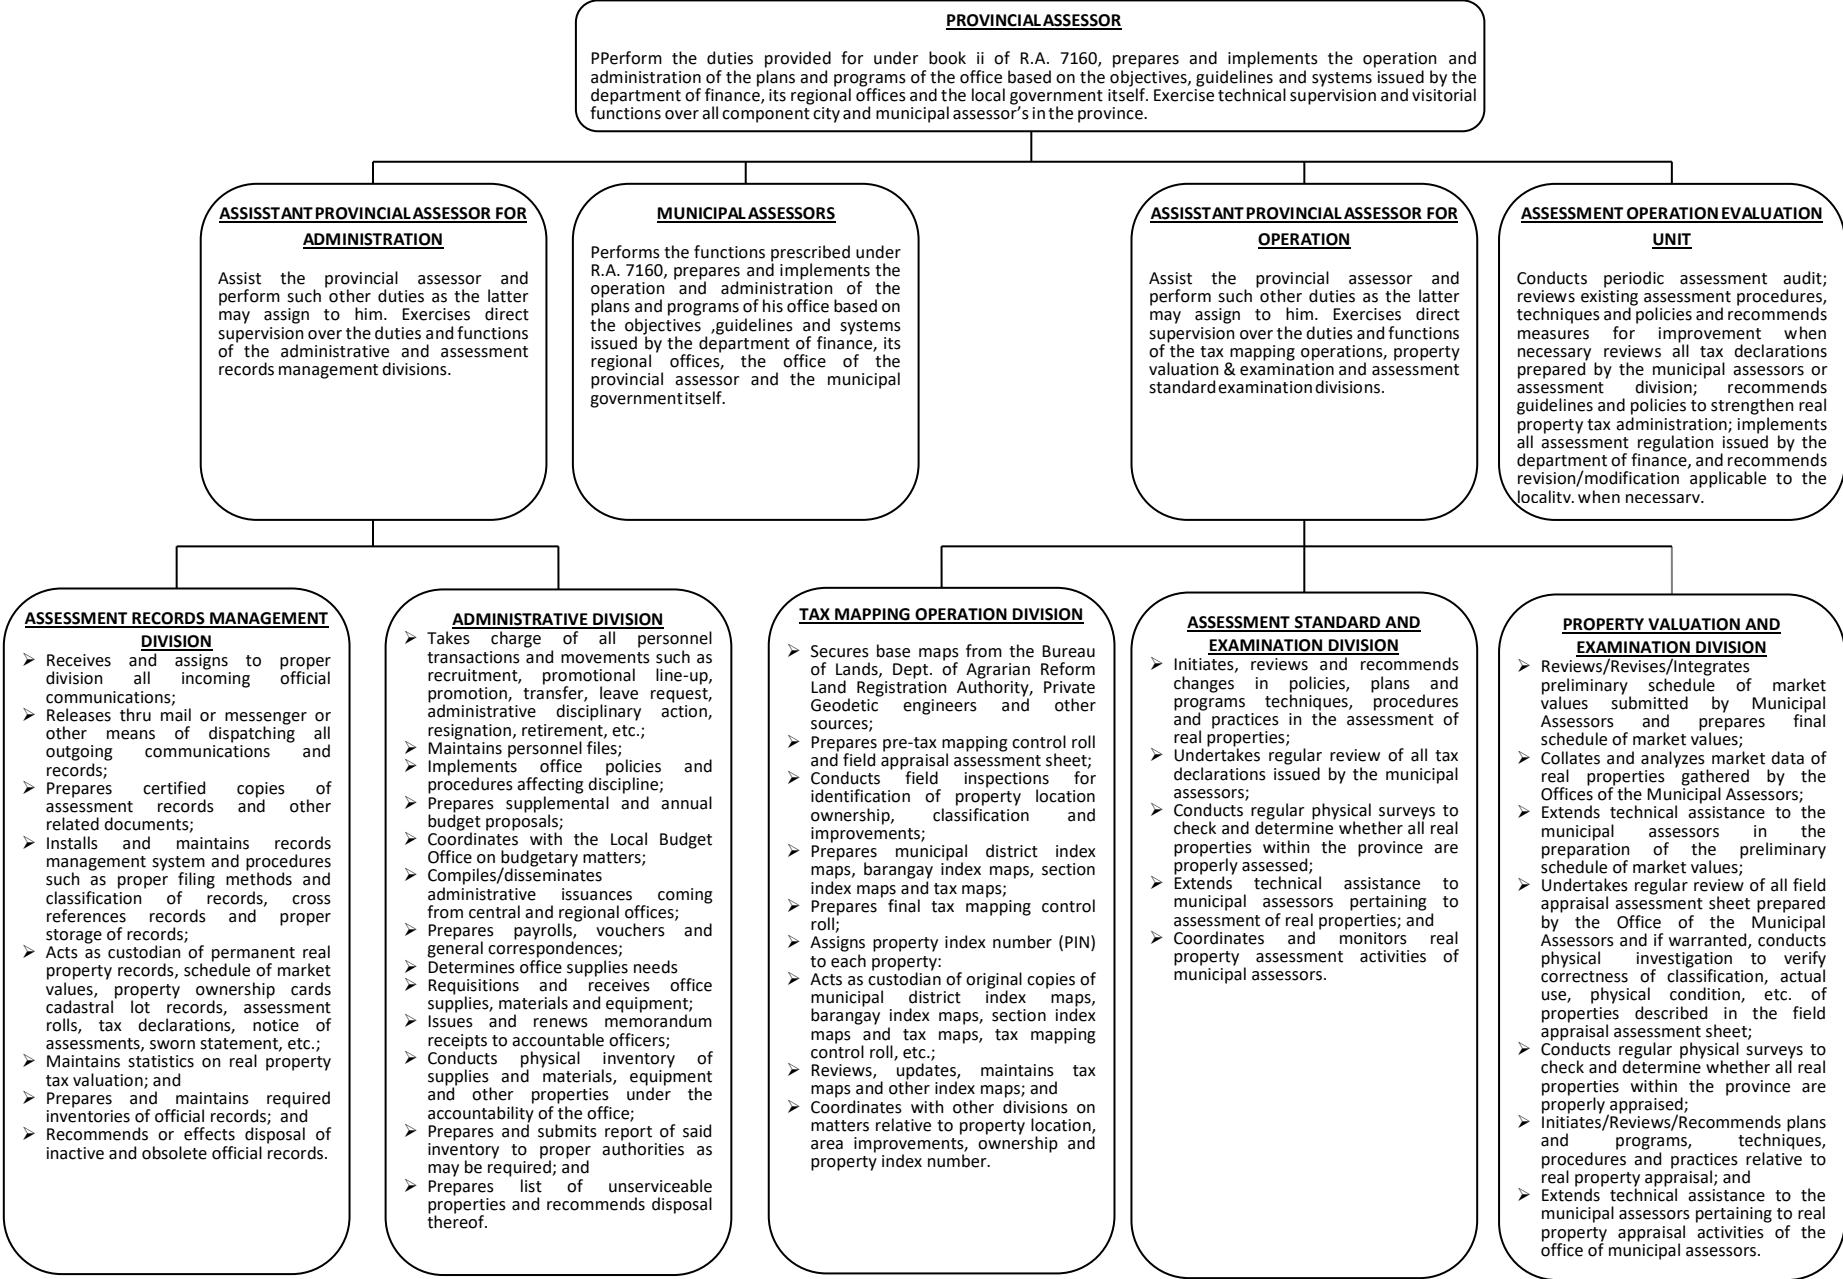 PROVINCIAL ASSESSOR
PPerform the duties provided for under book ii of R.A. 7160, prepares and implements the operation and
administration of the plans and programs of the office based on the objectives, guidelines and systems issued by the
department of finance, its regional offices and the local government itself. Exercise technical supervision and visitorial
functions over all component city and municipal assessor's in the province.
ASSISSTANT PROVINCIAL ASSESSOR FOR
ADMINISTRATION
Assist the provincial assessor and
perform such other duties as the latter
may assign to him. Exercises direct
supervision over the duties and functions
of the administrative and assessment
records management divisions.
MUNICIPAL ASSESSORS
Performs the functions prescribed under
R.A. 7160, prepares and implements the
operation and administration of the
plans and programs of his office based on
the objectives ,guidelines and systems
issued by the department of finance, its
regional offices, the office of the
provincial assessor and the municipal
government itself.
ASSISSTANT PROVINCIAL ASSESSOR FOR
OPERATION
Assist the provincial assessor and
perform such other duties as the latter
may assign to him. Exercises direct
supervision over the duties and functions
of the tax mapping operations, property
valuation & examination and assessment
standard examination divisions.
ASSESSMENT OPERATION EVALUATION
UNIT
Conducts periodic assessment audit;
reviews existing assessment procedures,
techniques and policies and recommends
measures for improvement when
necessary reviews all tax declarations
prepared by the municipal assessors or
assessment division; recommends
guidelines and policies to strengthen real
property tax administration; implements
all assessment regulation issued by the
department of finance, and recommends
revision/modification applicable to the
locality, when necessary.
ASSESSMENT RECORDS MANAGEMENT
DIVISION
➢ Receives and assigns to proper
division all incoming official
communications;
➢ Releases thru mail or messenger or
other means of dispatching all
outgoing communications and
records;
➢ Prepares certified copies of
assessment records and other
related documents;
➢ Installs and maintains records
management system and procedures
such as proper filing methods and
classification of records, cross
references records and proper
storage of records;
➢ Acts as custodian of permanent real
property records, schedule of market
values, property ownership cards
cadastral lot records, assessment
rolls, tax declarations, notice of
assessments, sworn statement, etc.;
➢ Maintains statistics on real property
tax valuation; and
➢ Prepares and maintains required
inventories of official records; and
➢ Recommends or effects disposal of
inactive and obsolete official records.
ADMINISTRATIVE DIVISION
➢ Takes charge of all personnel
transactions and movements such as
recruitment, promotional line-up,
promotion, transfer, leave request,
administrative disciplinary action,
resignation, retirement, etc.;
➢ Maintains personnel files;
➢ Implements office policies and
procedures affecting discipline;
➢ Prepares supplemental and annual
budget proposals;
➢ Coordinates with the Local Budget
Office on budgetary matters;
➢ Compiles/disseminates
administrative issuances coming
from central and regional offices;
➢ Prepares payrolls, vouchers and
general correspondences;
➢ Determines office supplies needs
➢ Requisitions and receives office
supplies, materials and equipment;
➢ Issues and renews memorandum
receipts to accountable officers;
➢ Conducts physical inventory of
supplies and materials, equipment
and other properties under the
accountability of the office;
➢ Prepares and submits report of said
inventory to proper authorities as
may be required; and
➢ Prepares list of unserviceable
properties and recommends disposal
thereof.
TAX MAPPING OPERATION DIVISION
➢ Secures base maps from the Bureau
of Lands, Dept. of Agrarian Reform
Land Registration Authority, Private
Geodetic engineers and other
sources;
➢ Prepares pre-tax mapping control roll
and field appraisal assessment sheet;
➢ Conducts field inspections for
identification of property location
ownership, classification and
improvements;
➢ Prepares municipal district index
maps, barangay index maps, section
index maps and tax maps;
➢ Prepares final tax mapping control
roll;
➢ Assigns property index number (PIN)
to each property:
➢ Acts as custodian of original copies of
municipal district index maps,
barangay index maps, section index
maps and tax maps, tax mapping
control roll, etc.;
➢ Reviews, updates, maintains tax
maps and other index maps; and
➢ Coordinates with other divisions on
matters relative to property location,
area improvements, ownership and
property index number.
ASSESSMENT STANDARD AND
EXAMINATION DIVISION
➢ Initiates, reviews and recommends
changes in policies, plans and
programs techniques, procedures
and practices in the assessment of
real properties;
➢ Undertakes regular review of all tax
declarations issued by the municipal
assessors;
➢ Conducts regular physical surveys to
check and determine whether all real
properties within the province are
properly assessed;
➢ Extends technical assistance to
municipal assessors pertaining to
assessment of real properties; and
➢ Coordinates and monitors real
property assessment activities of
municipal assessors.
PROPERTY VALUATION AND
EXAMINATION DIVISION
➢ Reviews/Revises/Integrates
preliminary schedule of market
values submitted by Municipal
Assessors and prepares final
schedule of market values;
➢ Collates and analyzes market data of
real properties gathered by the
Offices of the Municipal Assessors;
➢ Extends technical assistance to the
municipal assessors in the
preparation of the preliminary
schedule of market values;
➢ Undertakes regular review of all field
appraisal assessment sheet prepared
by the Office of the Municipal
Assessors and if warranted, conducts
physical investigation to verify
correctness of classification, actual
use, physical condition, etc. of
properties described in the field
appraisal assessment sheet;
➢ Conducts regular physical surveys to
check and determine whether all real
properties within the province are
properly appraised;
➢ Initiates/Reviews/Recommends plans
and programs, techniques,
procedures and practices relative to
real property appraisal; and
➢ Extends technical assistance to the
municipal assessors pertaining to real
property appraisal activities of the
office of municipal assessors.